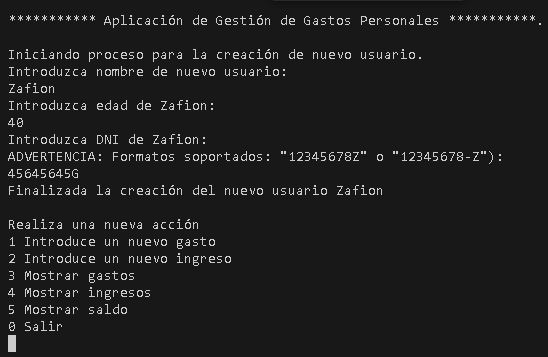 *********** Aplicación de Gestión de Gastos Personales ***********.
Iniciando proceso para la creación de nuevo usuario.
Introduzca nombre de nuevo usuario:
Zafion
Introduzca edad de Zafion:
40
Introduzca DNI de Zafion:
ADVERTENCIA: Formatos soportados: "12345678Z" o "12345678-Z"):
45645645G
Finalizada la creación del nuevo usuario Zafion
Realiza una nueva acción
1 Introduce un nuevo gasto
2 Introduce un nuevo ingreso
3 Mostrar gastos
4 Mostrar ingresos
5 Mostrar saldo
0 Salir